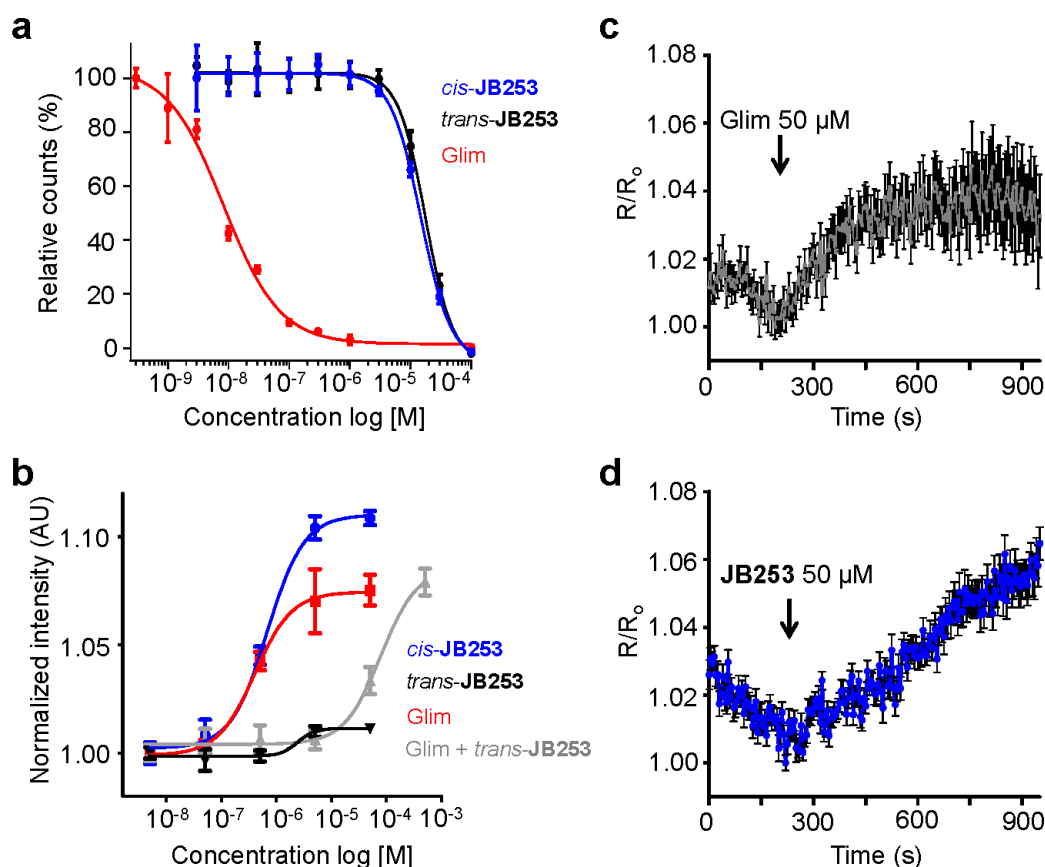 a
Relative counts (%)
100
80
60
40
20
0
10-9 10-8 10-7 10-6 10-5 10-4
Concentration log [M]
cis-JB253
trans-JB253
Glim
b
Normalized intensity (AU)
1.10
1.05
1.00
10-8 10-7 10-6 10-5 10-4 10-3
Concentration log [M]
cis-JB253
trans-JB253
Glim
Glim + trans-JB253
c
R/Ro
1.08
1.06
1.04
1.02
1.00
Glim 50 µM
0 300 600 900
Time (s)
d
R/Ro
1.08
1.06
1.04
1.02
1.00
JB253 50 µM
0 300 600 900
Time (s)